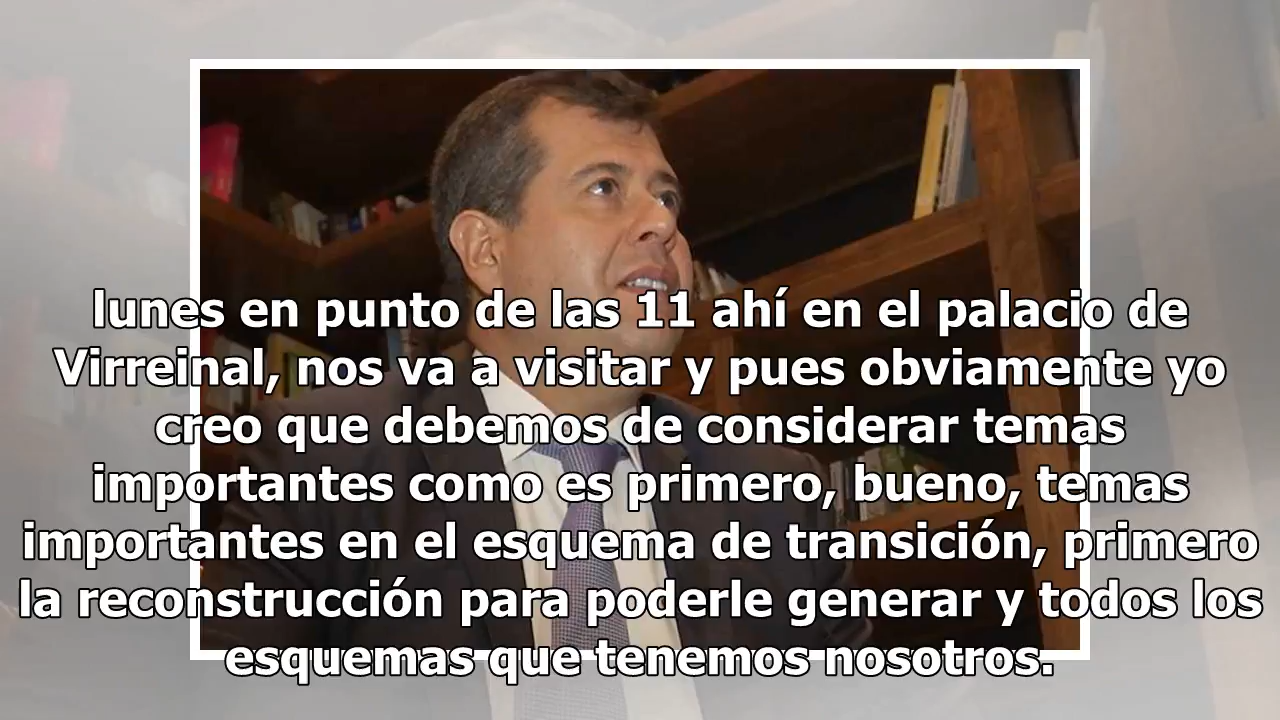 lunes en punto de las 11 ahí en el palacio de
Virreinal, nos va a visitar y pues obviamente yo
creo que debemos de considerar temas
importantes como es primero, bueno, temas
importantes en el esquema de transición, primero
la reconstrucción para poderle generar y todos los
esquemas que tenemos nosotros.